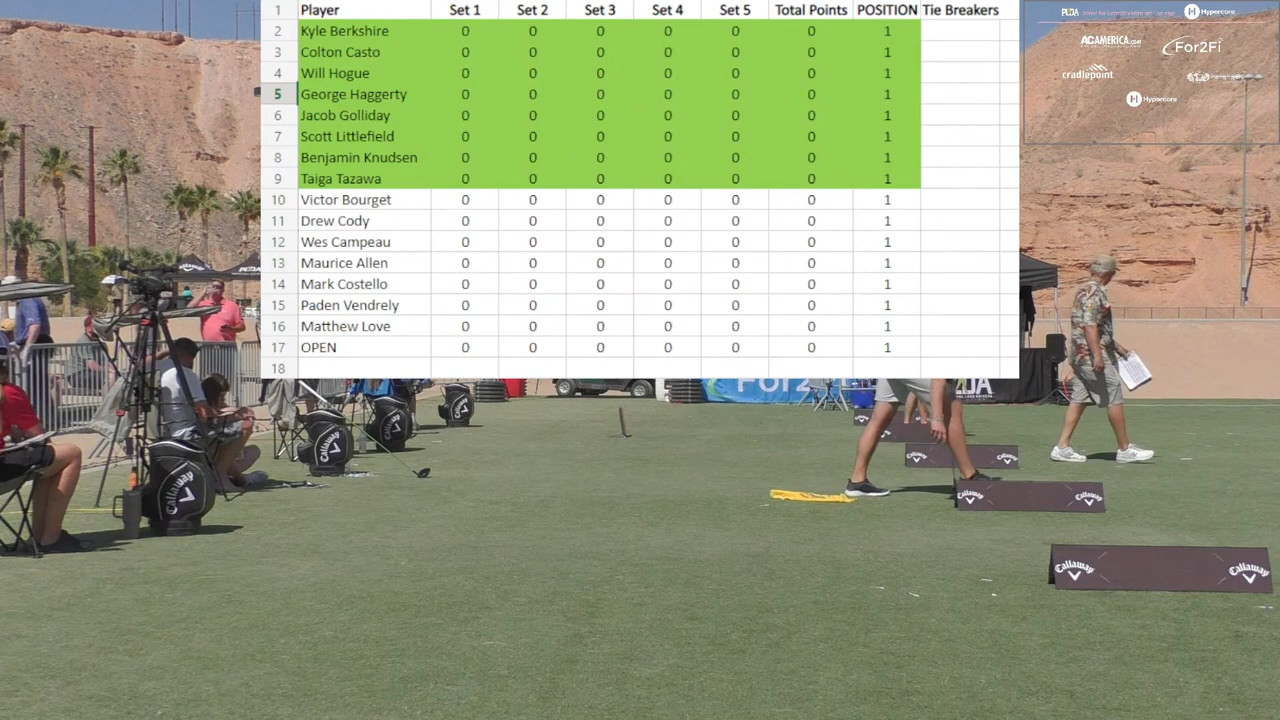 1 Player Set 1 Set 2 Set 3 Set 4 Set 5 Total Points POSITION Tie Breakers
2 Kyle Berkshire 0 0 0 0 0 0 1
3 Colton Casto 0 0 0 0 0 0 1
4 Will Hogue 0 0 0 0 0 0 1
5 George Haggerty 0 0 0 0 0 0 1
6 Jacob Golliday 0 0 0 0 0 0 1
7 Scott Littlefield 0 0 0 0 0 0 1
8 Benjamin Knudsen 0 0 0 0 0 0 1
9 Taiga Tazawa 0 0 0 0 0 0 1
10 Victor Bourget 0 0 0 0 0 0 1
11 Drew Cody 0 0 0 0 0 0 1
12 Wes Campeau 0 0 0 0 0 0 1
13 Maurice Allen 0 0 0 0 0 0 1
14 Mark Costello 0 0 0 0 0 0 1
15 Paden Vendrely 0 0 0 0 0 0 1
16 Matthew Love 0 0 0 0 0 0 1
17 OPEN 0 0 0 0 0 0 1
18
PLDA
Hypercore
ACAMERICA.com
For2Fi
cradlepoint
Hypercore
FOR2
Callaway
Callaway
Callaway
Callaway
Callaway
Callaway
Callaway
Callaway